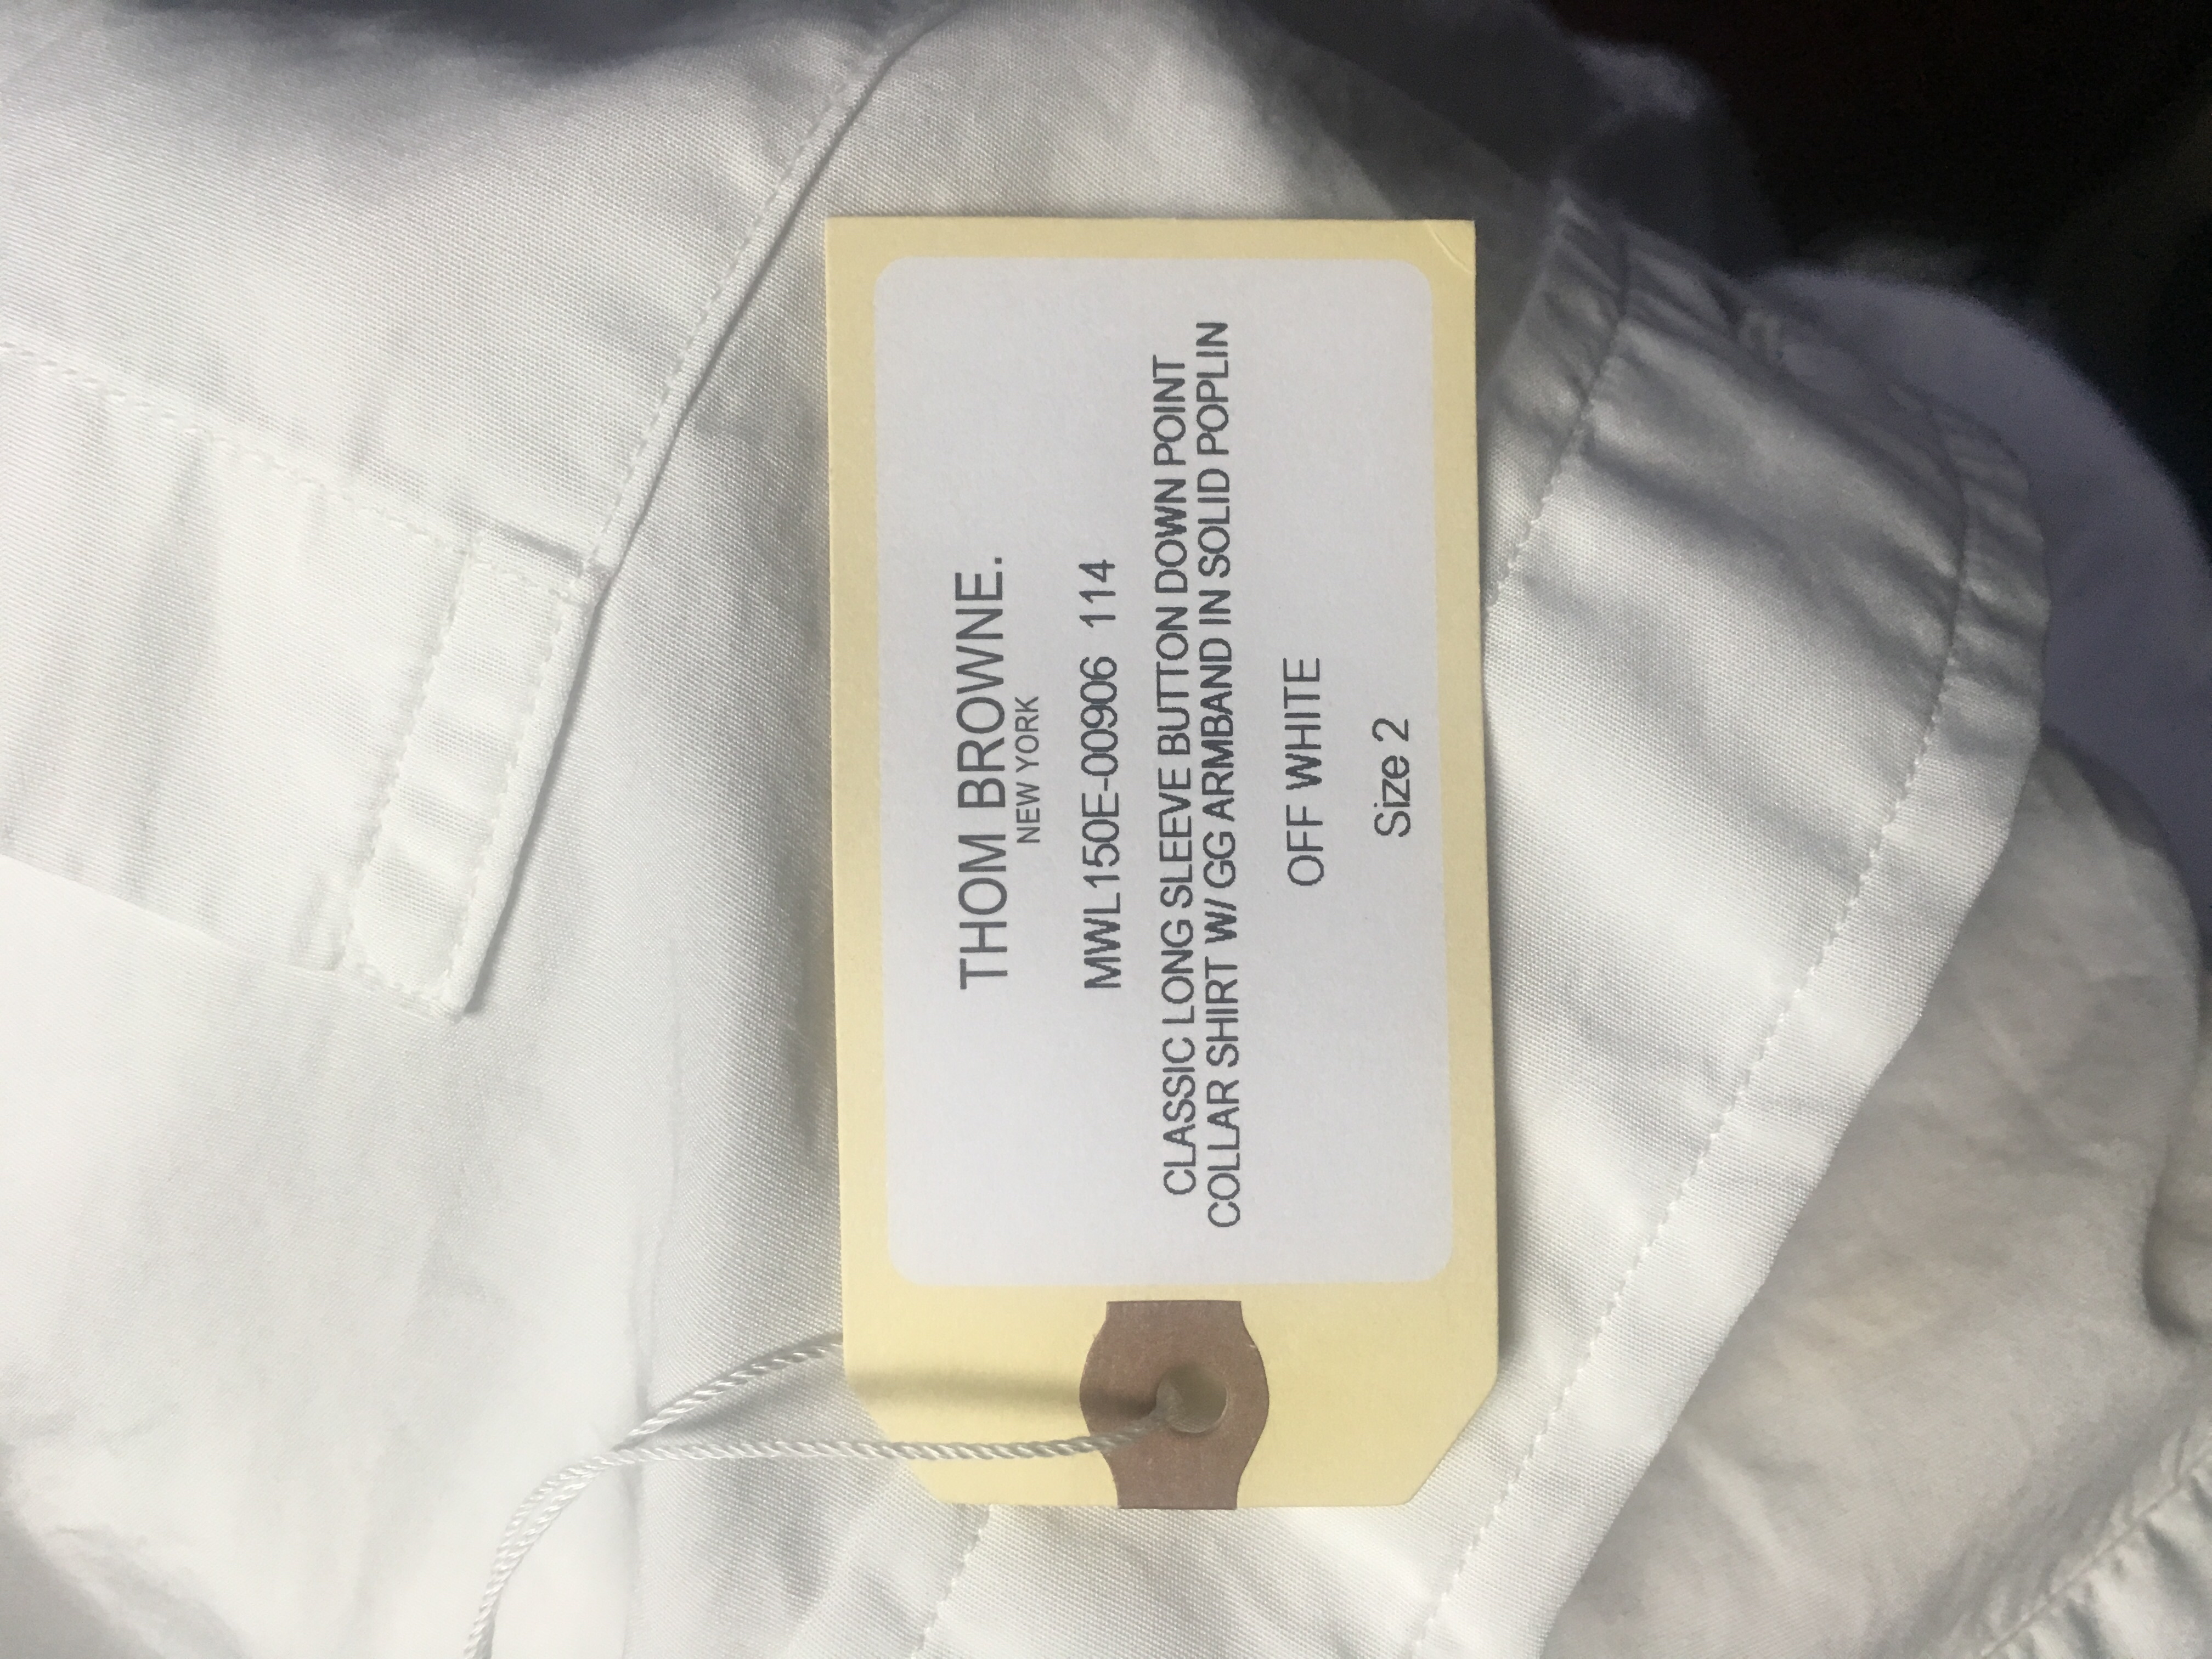 THOM BROWNE.
NEW YORK
MWL150E-00906 114
CLASSIC LONG SLEEVE BUTTON DOWN POINT
COLLAR SHIRT W/ GG ARMBAND IN SOLID POPLIN
OFF WHITE
Size 2